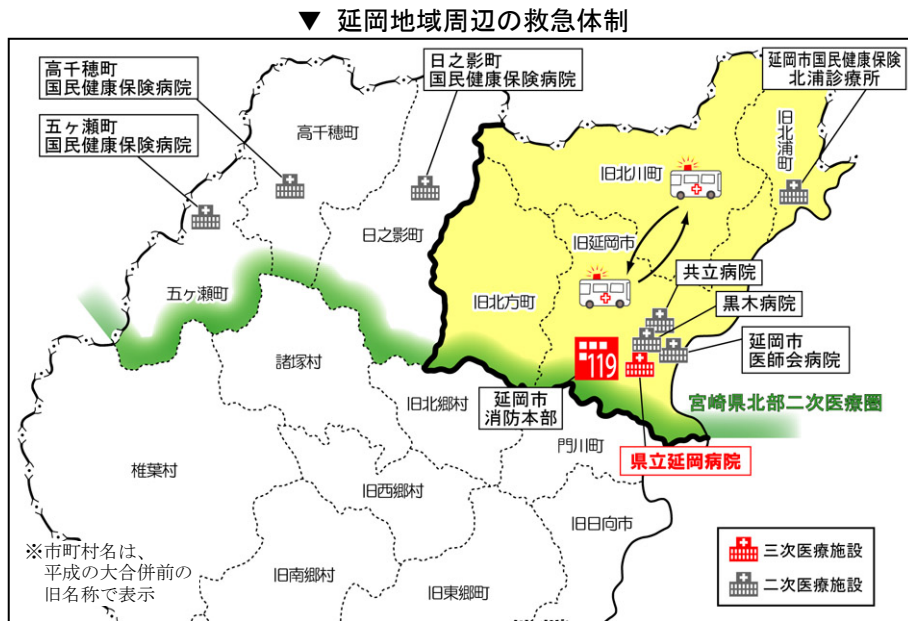 ▼ 延岡地域周辺の救急体制
高千穂町
国民健康保険病院
日之影町
国民健康保険病院
延岡市国民健康保険
北浦診療所
五ヶ瀬町
国民健康保険病院
高千穂町
旧北浦町
旧北川町
日之影町
旧延岡市
共立病院
五ヶ瀬町
旧北方町
黒木病院
延岡市
医師会病院
諸塚村
119
旧北郷村
延岡市
消防本部
宮崎県北部二次医療圏
門川町
県立延岡病院
椎葉村
旧西郷村
旧日向市
※市町村名は、
平成の大合併前の
旧名称で表示
旧南郷村
旧東郷町
三次医療施設
二次医療施設